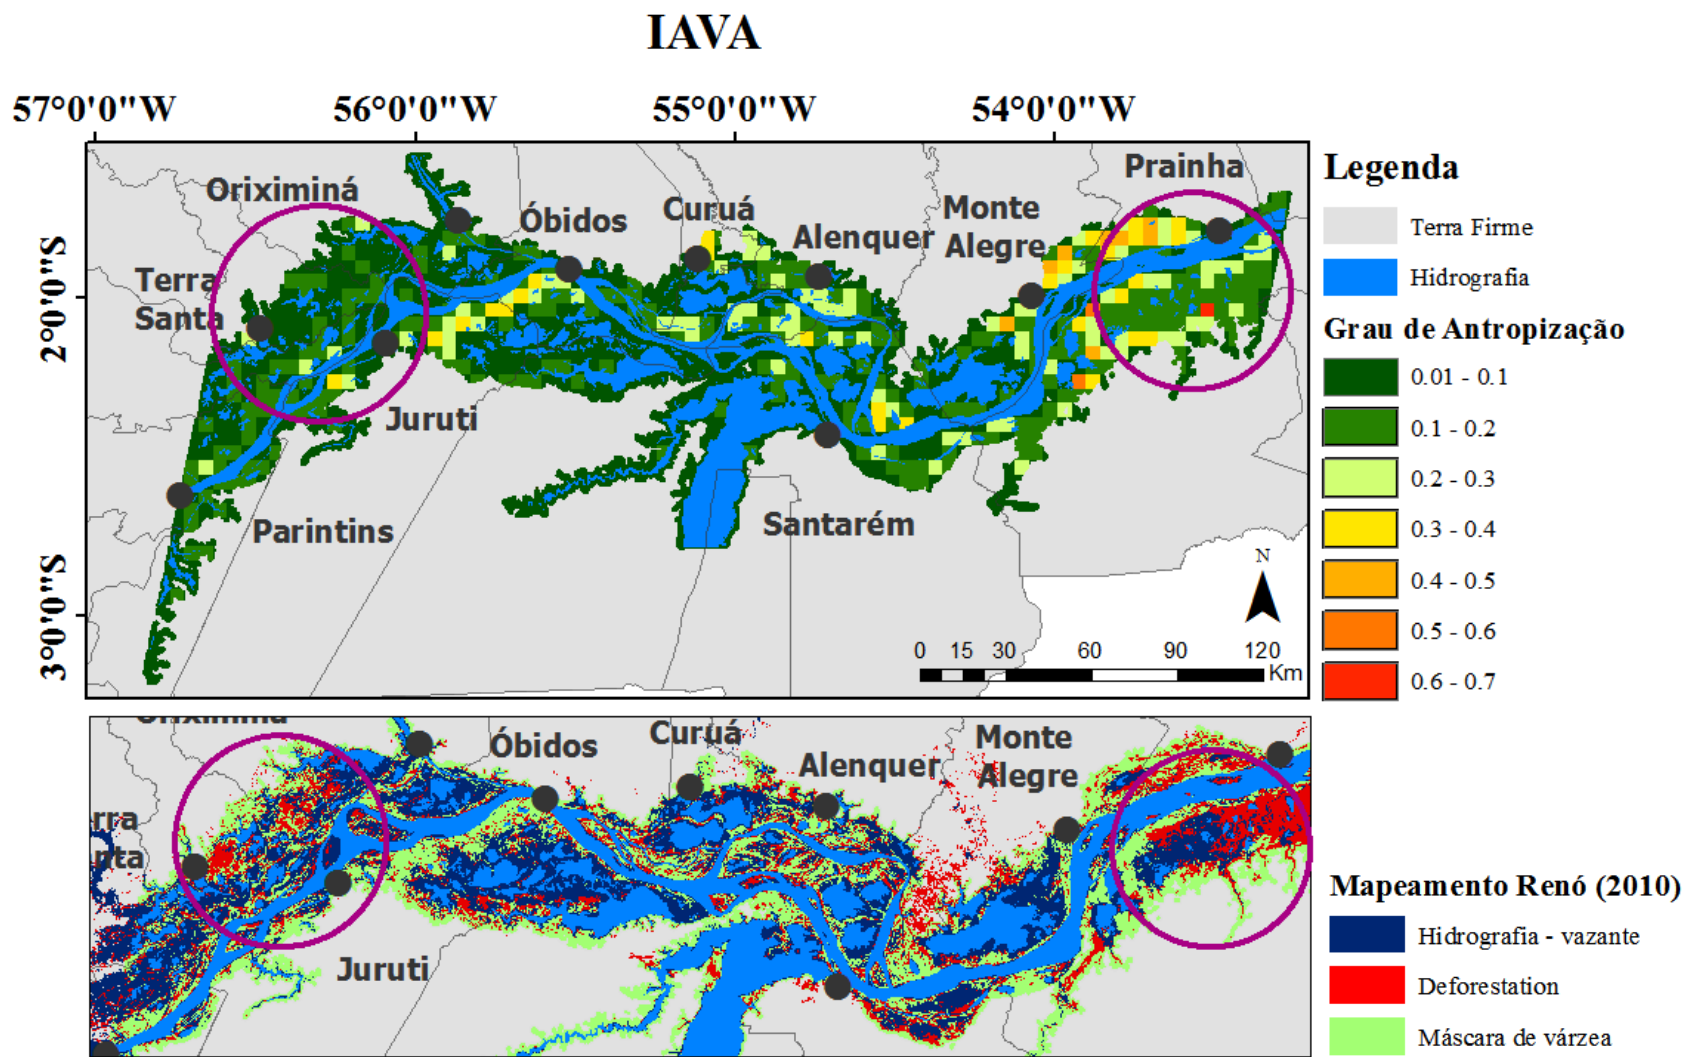 IAVA
57°0'0"W
56°0'0"W
55°0'0"W
54°0'0"W
2°0'0"S
3°0'0"S
Oriximiná
Óbidos
Curuá
Alenquer
Monte
Alegre
Prainha
Terra
Santa
Juruti
Parintins
Santarém
N
0 15 30 60 90 120
Km
Legenda
Terra Firme
Hidrografia
Grau de Antropização
0.01 - 0.1
0.1 - 0.2
0.2 - 0.3
0.3 - 0.4
0.4 - 0.5
0.5 - 0.6
0.6 - 0.7
Oriximiná
Óbidos
Curuá
Alenquer
Monte
Alegre
rra
nta
Juruti
Mapeamento Renó (2010)
Hidrografia - vazante
Deforestation
Máscara de várzea